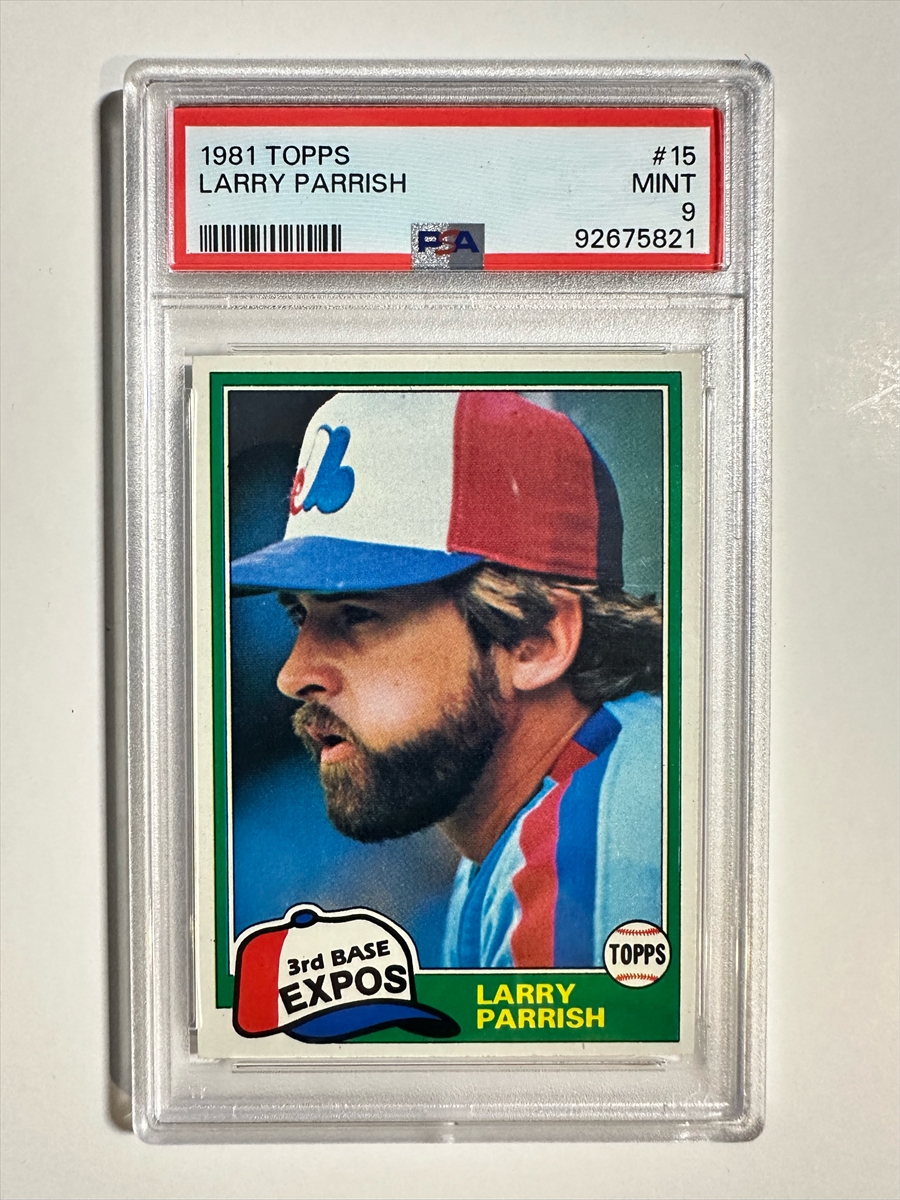 1981 TOPPS #15
LARRY PARRISH MINT
9
PSA 92675821
3rd BASE
EXPOS
TOPPS
LARRY
PARRISH